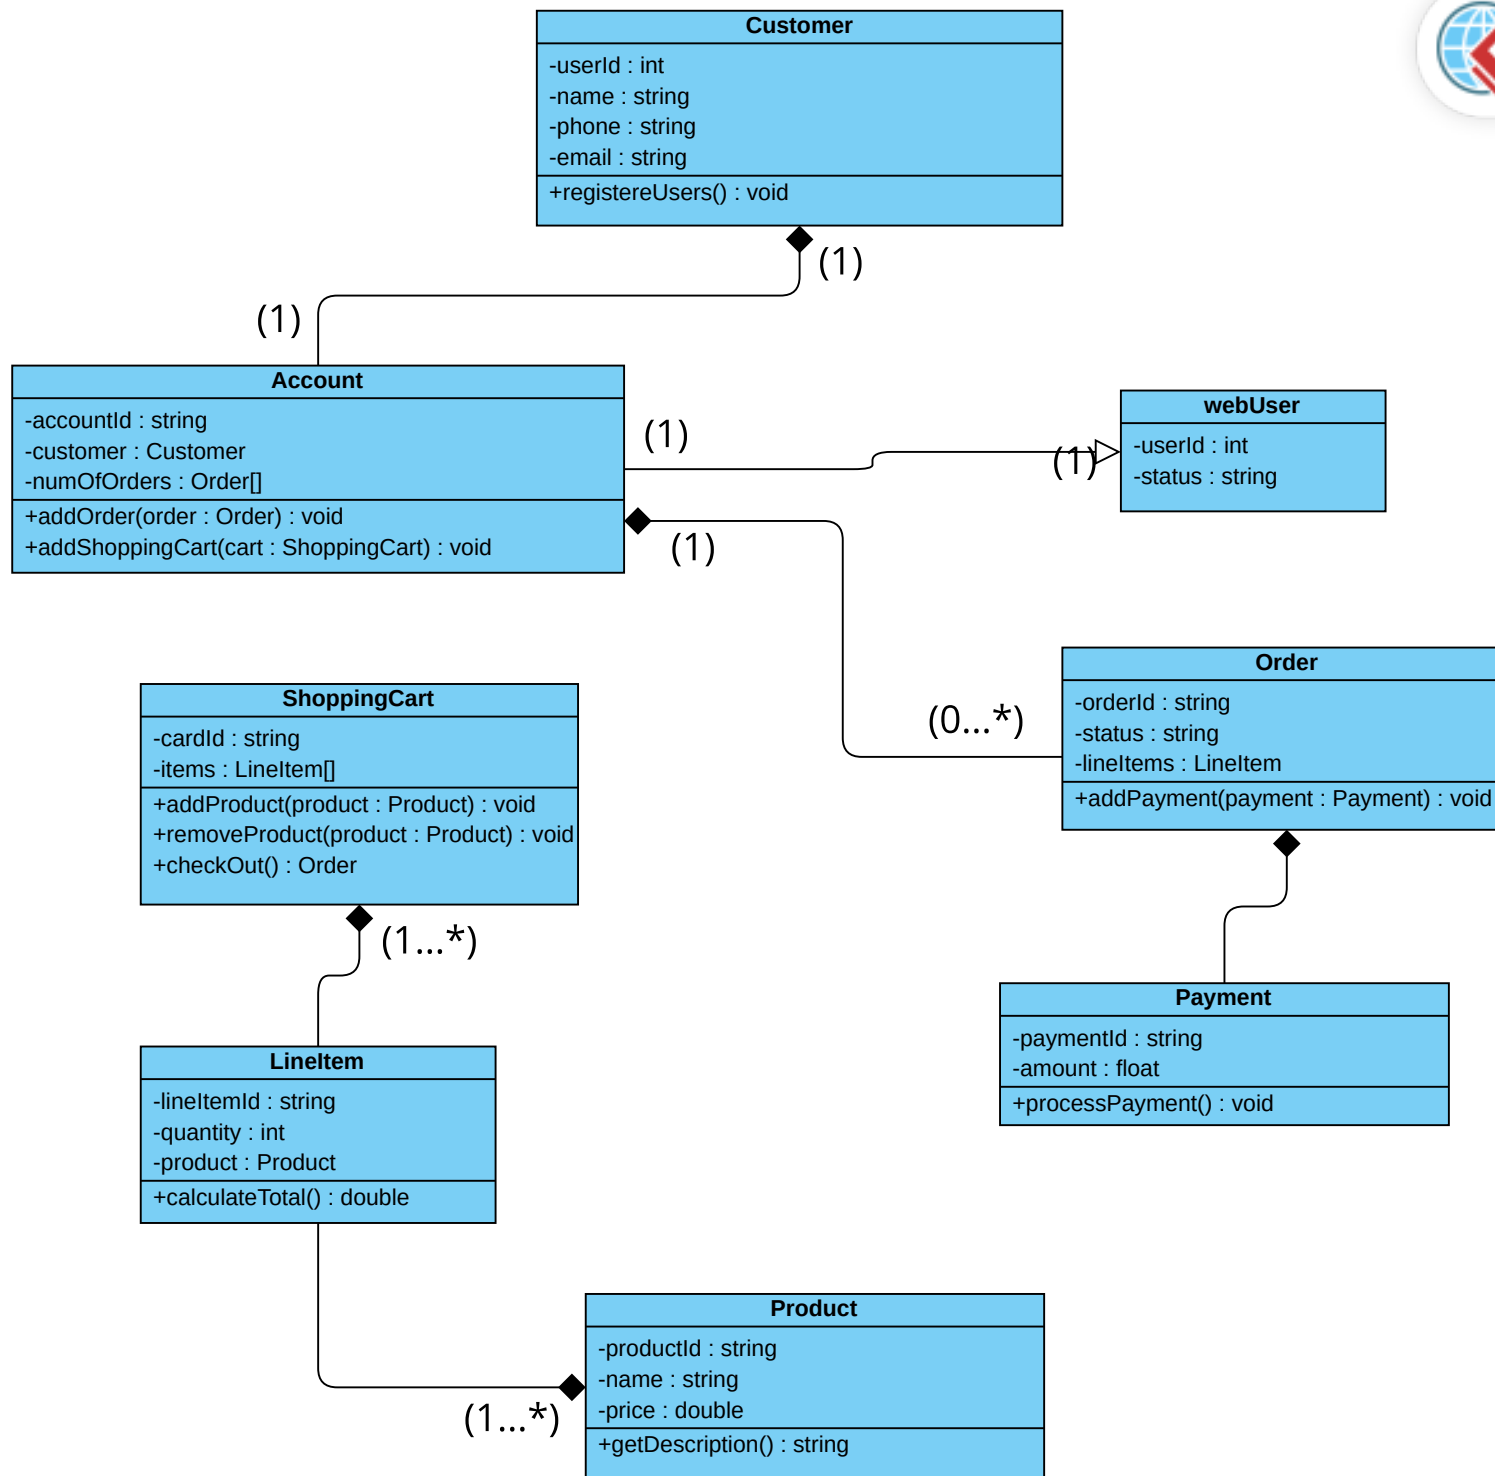 Customer
-userId : int
-name : string
-phone : string
-email : string
+registereUsers() : void
(1)
(1)
Account
-accountId : string
-customer : Customer
-numOfOrders : Order[]
+addOrder(order : Order) : void
+addShoppingCart(cart : ShoppingCart) : void
(1)
(1)
webUser
-userId : int
-status : string
(1)
(0...*)
Order
-orderId : string
-status : string
-lineItems : LineItem
+addPayment(payment : Payment) : void
ShoppingCart
-cardId : string
-items : LineItem[]
+addProduct(product : Product) : void
+removeProduct(product : Product) : void
+checkOut() : Order
(1...*)
Payment
-paymentId : string
-amount : float
+processPayment() : void
LineItem
-lineItemId : string
-quantity : int
-product : Product
+calculateTotal() : double
(1...*)
Product
-productId : string
-name : string
-price : double
+getDescription() : string